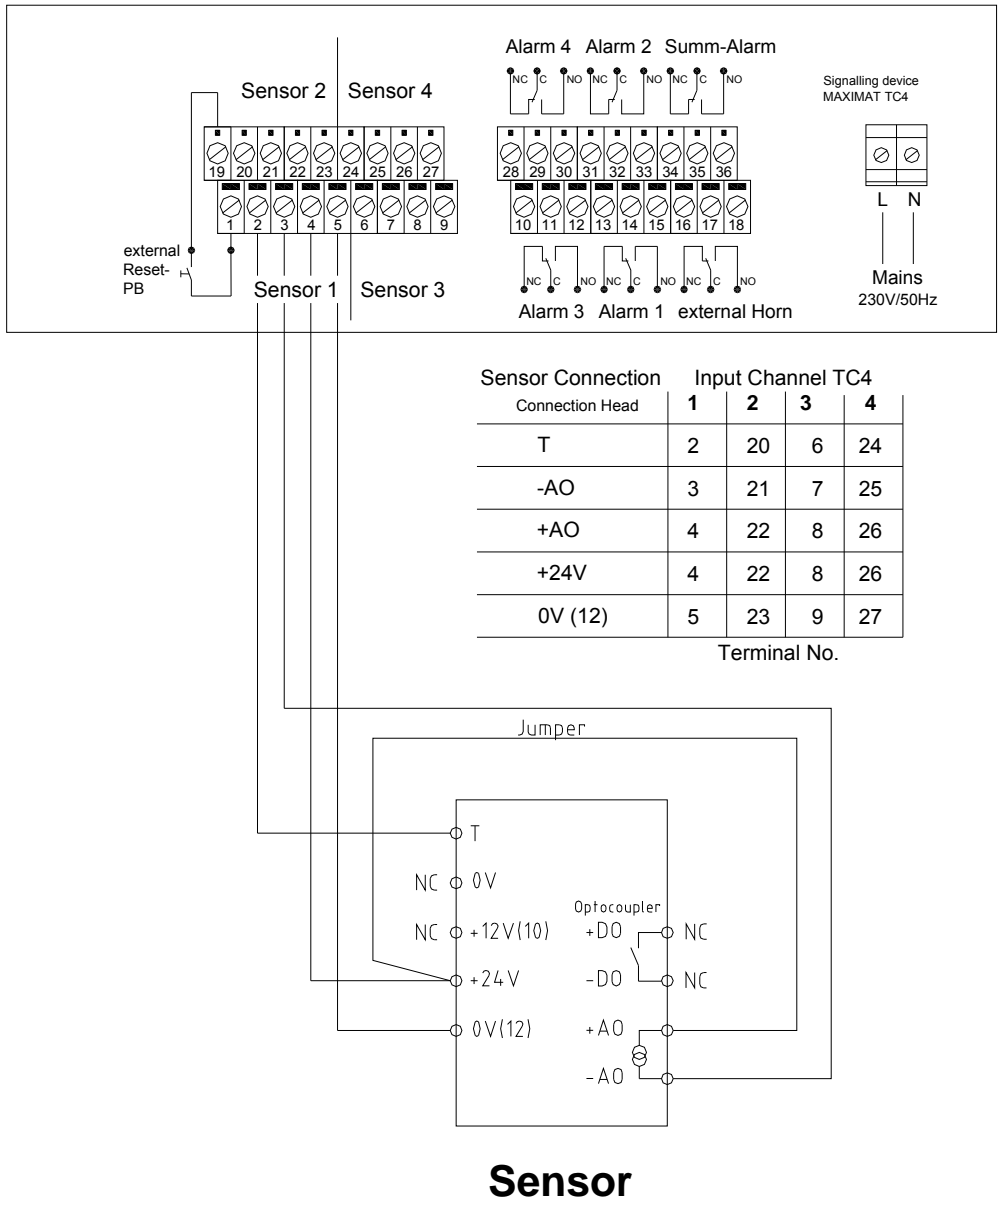 Alarm 4 Alarm 2 Summ-Alarm
NC C NO NC C NO NC C NO
Signalling device
MAXIMAT TC4
Sensor 2 Sensor 4
19 20 21 22 23 24 25 26 27
28 29 30 31 32 33 34 35 36
1 2 3 4 5 6 7 8 9
10 11 12 13 14 15 16 17 18
L N
external
Reset-
PB
Sensor 1 Sensor 3
NC C NO NC C NO NC C NO
Alarm 3 Alarm 1 external Horn
Mains
230V/50Hz
Sensor Connection Input Channel TC4
Connection Head 1 2 3 4
T 2 20 6 24
-AO 3 21 7 25
+AO 4 22 8 26
+24V 4 22 8 26
0V (12) 5 23 9 27
Terminal No.
Jumper
T
NC 0V
Optocoupler
NC +12V(10) +DO NC
+24V -DO NC
0V(12) +AO
-AO
Sensor